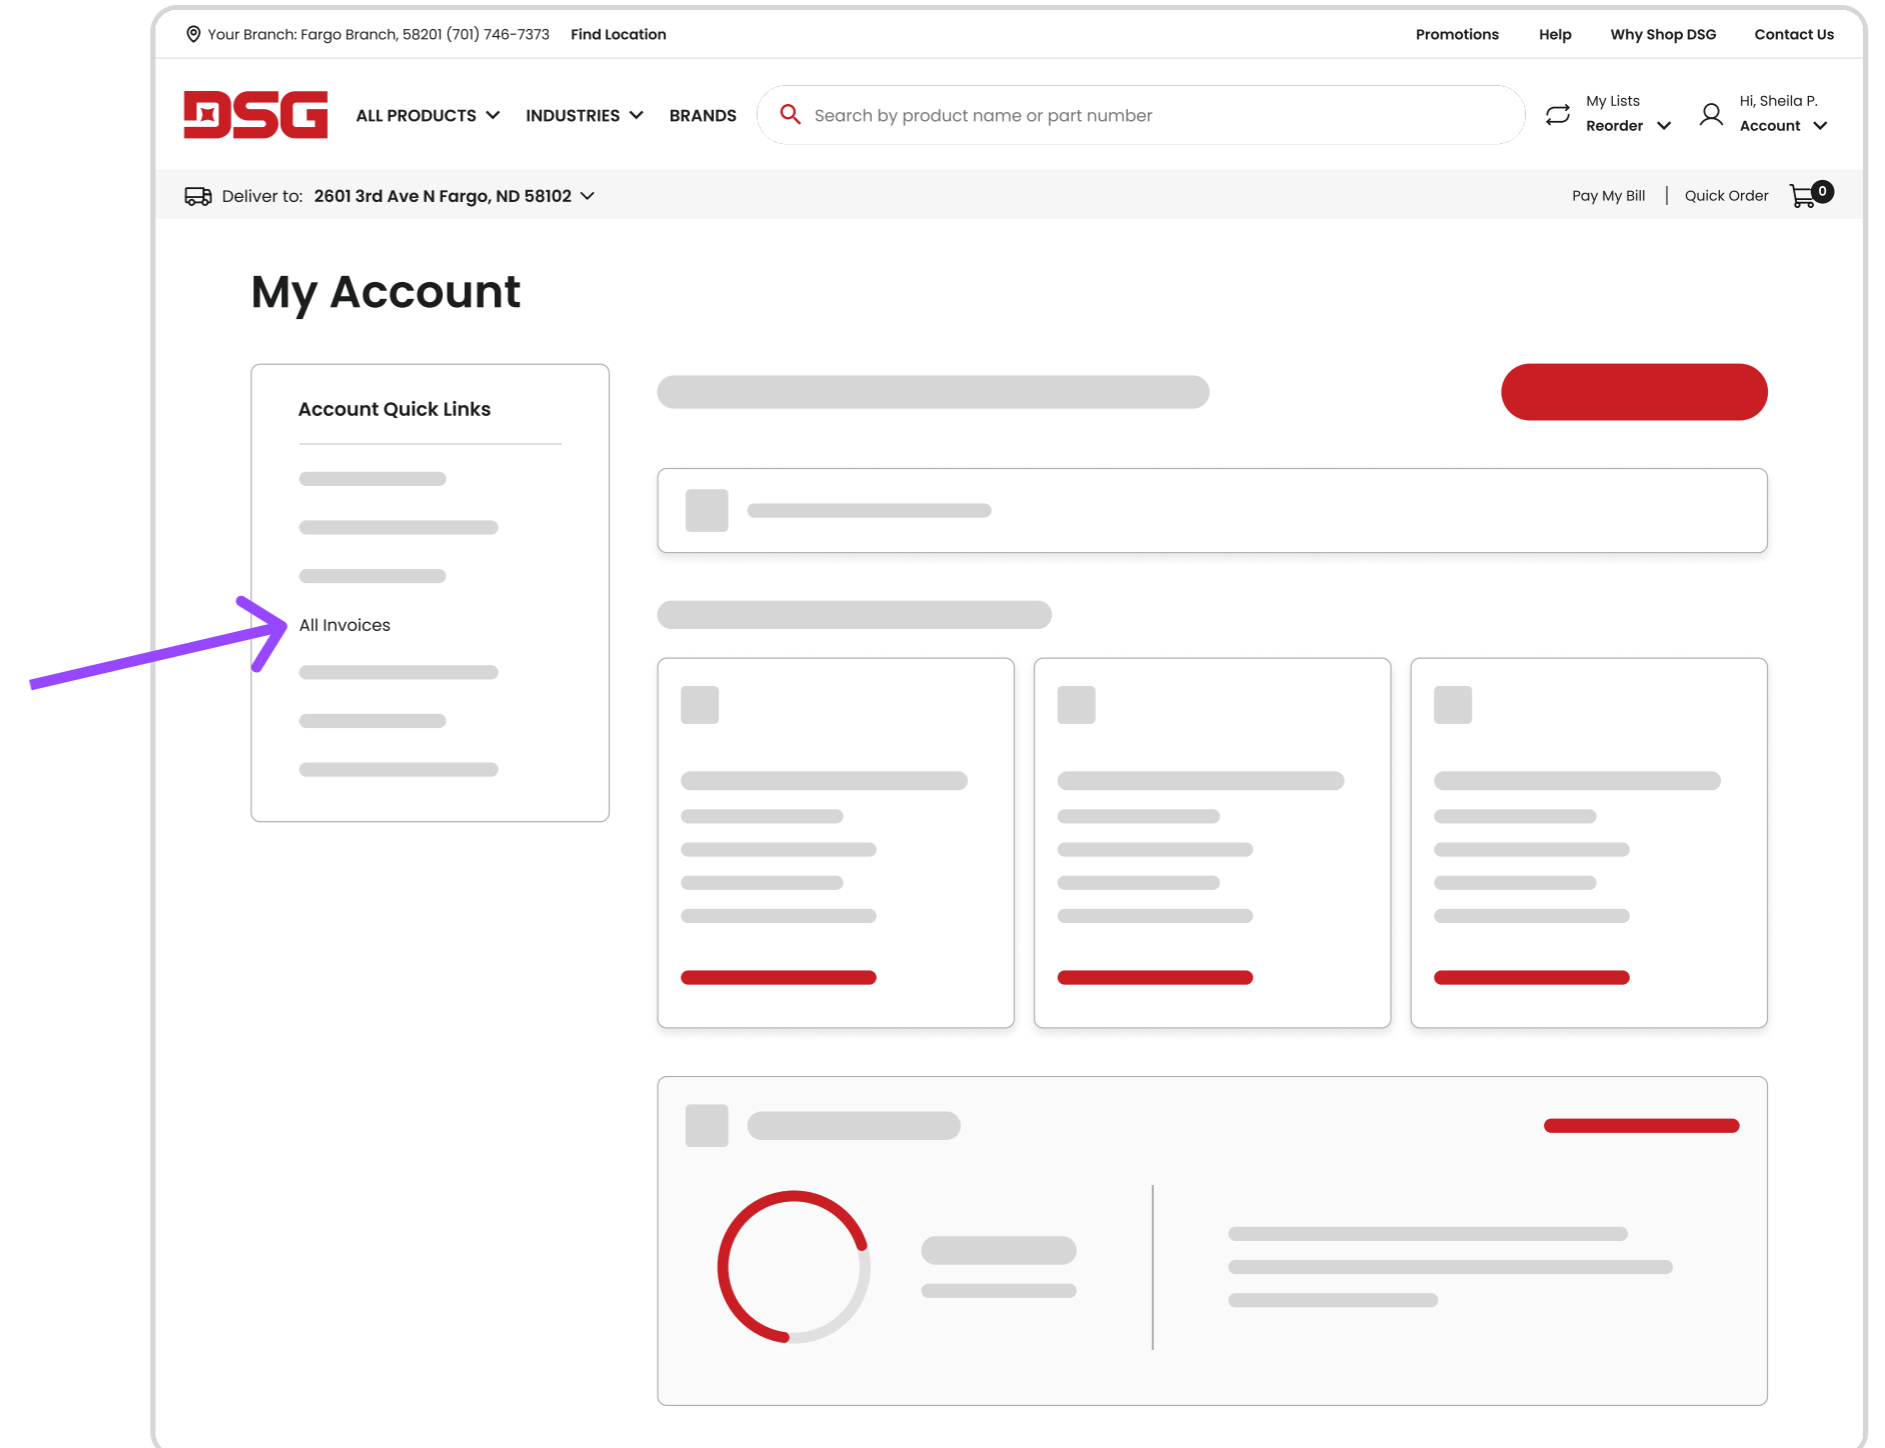 Your Branch: Fargo Branch, 58201 (701) 746-7373 Find Location Promotions Help Why Shop DSG Contact Us
DSG ALL PRODUCTS INDUSTRIES BRANDS Search by product name or part number
My Lists
Reorder
Hi, Sheila P.
Account
Deliver to: 2601 3rd Ave N Fargo, ND 58102 Pay My Bill | Quick Order 0
My Account
Account Quick Links
All Invoices